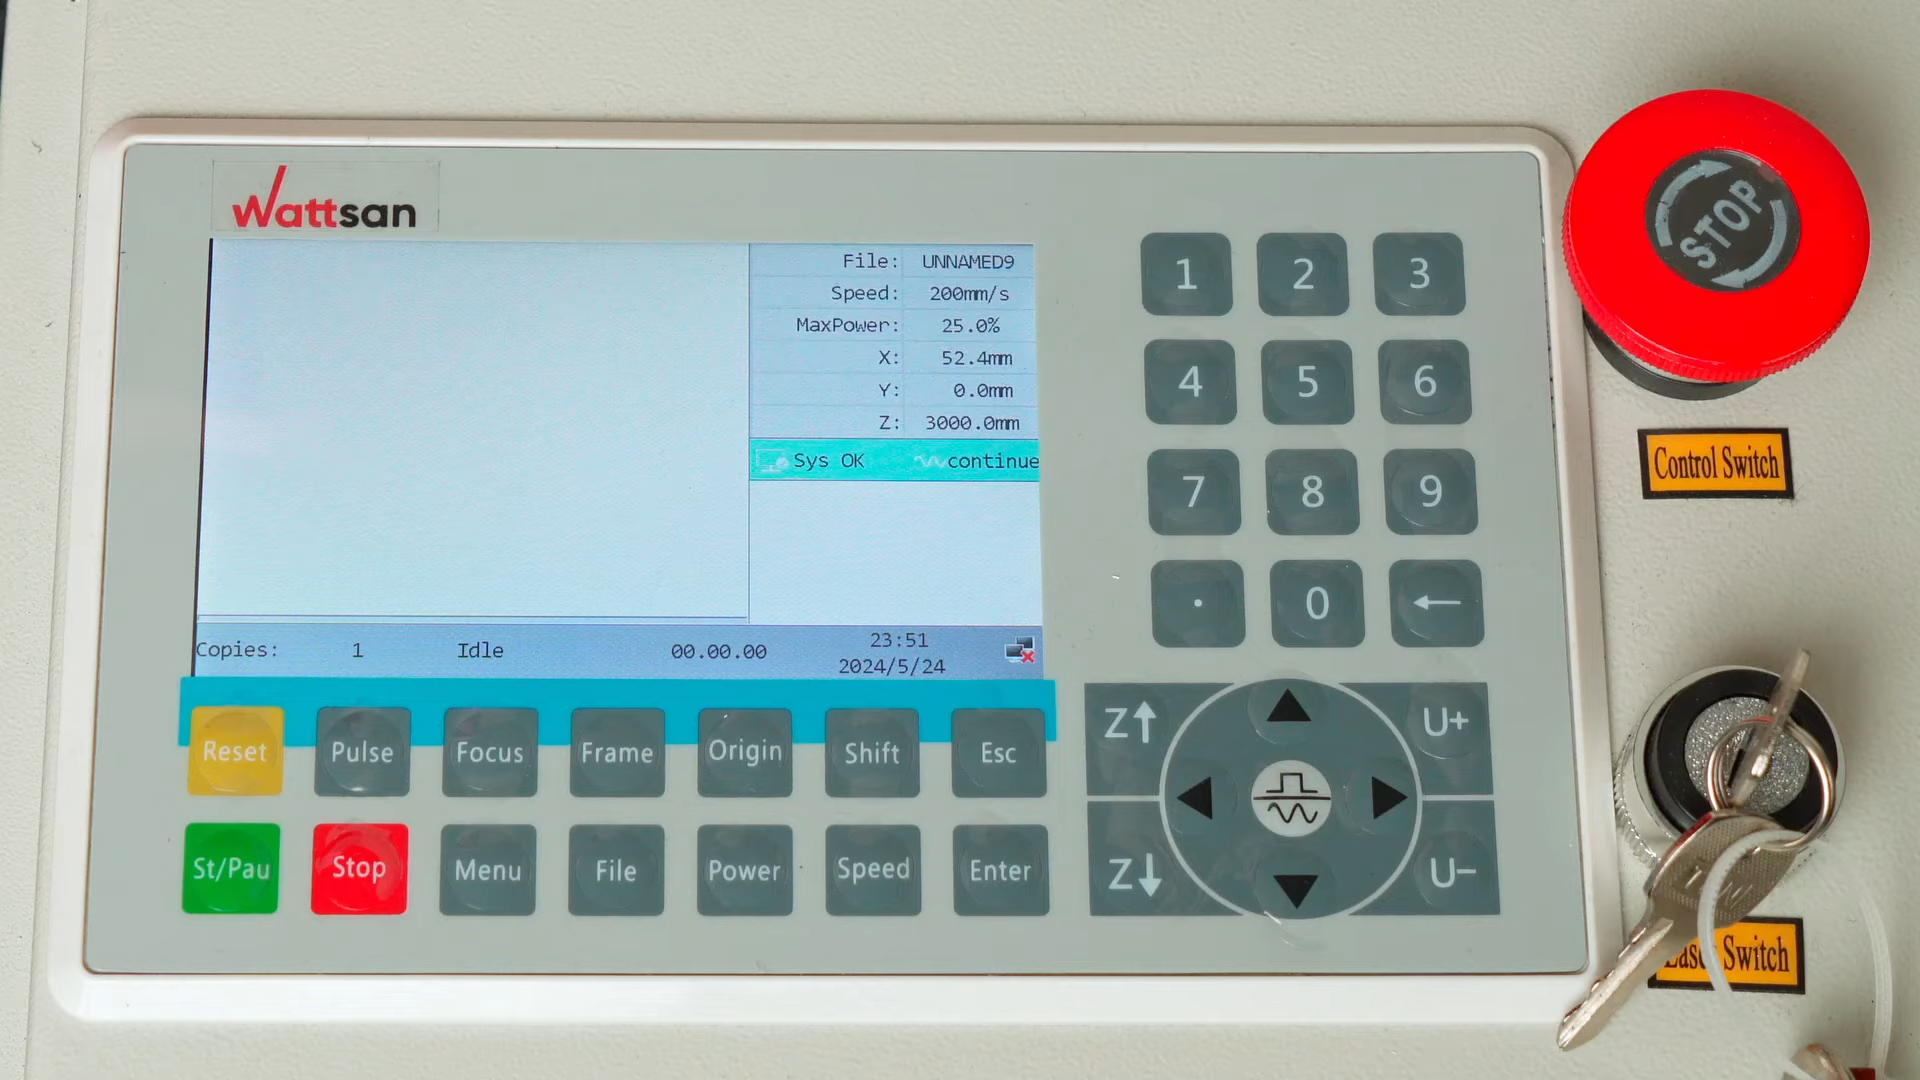 Wattsan
File: UNNAMED9
Speed: 200mm/s
MaxPower: 25.0%
X: 52.4mm
Y: 0.0mm
Z: 3000.0mm
Sys OK continue
Copies: 1 Idle 00.00.00 23:51
2024/5/24
Reset Pulse Focus Frame Origin Shift Esc
St/Pau Stop Menu File Power Speed Enter
1 2 3
4 5 6
7 8 9
. 0 ←
Z↑ U+
Z↓ U-
STOP
Control Switch
Laser Switch